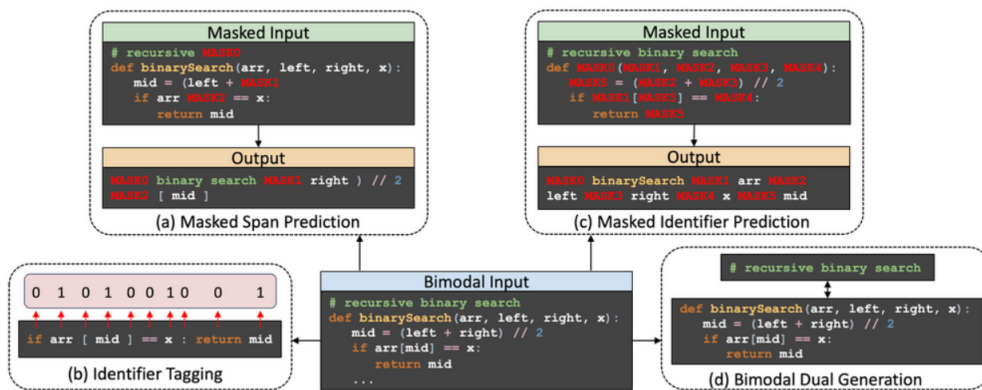 Masked Input
# recursive MASK0
def binarySearch(arr, left, right, x):
mid = (left + MASK1
if arr MASK2 == x:
return mid
Output
MASK0 binary search MASK1 right ) // 2
MASK2 [ mid ]
(a) Masked Span Prediction
Masked Input
# recursive binary search
def MASK0(MASK1, MASK2, MASK3, MASK4):
MASK5 = (MASK2 + MASK3) // 2
if MASK1[MASK5] == MASK4:
return MASK5
Output
MASK0 binarySearch MASK1 arr MASK2
left MASK3 right MASK4 x MASK5 mid
(c) Masked Identifier Prediction
0 1 0 1 0 0 1 0 0 1
if arr [ mid ] == x : return mid
(b) Identifier Tagging
Bimodal Input
# recursive binary search
def binarySearch(arr, left, right, x):
mid = (left + right) // 2
if arr[mid] == x:
return mid
...
# recursive binary search
def binarySearch(arr, left, right, x):
mid = (left + right) // 2
if arr[mid] == x:
return mid
(d) Bimodal Dual Generation